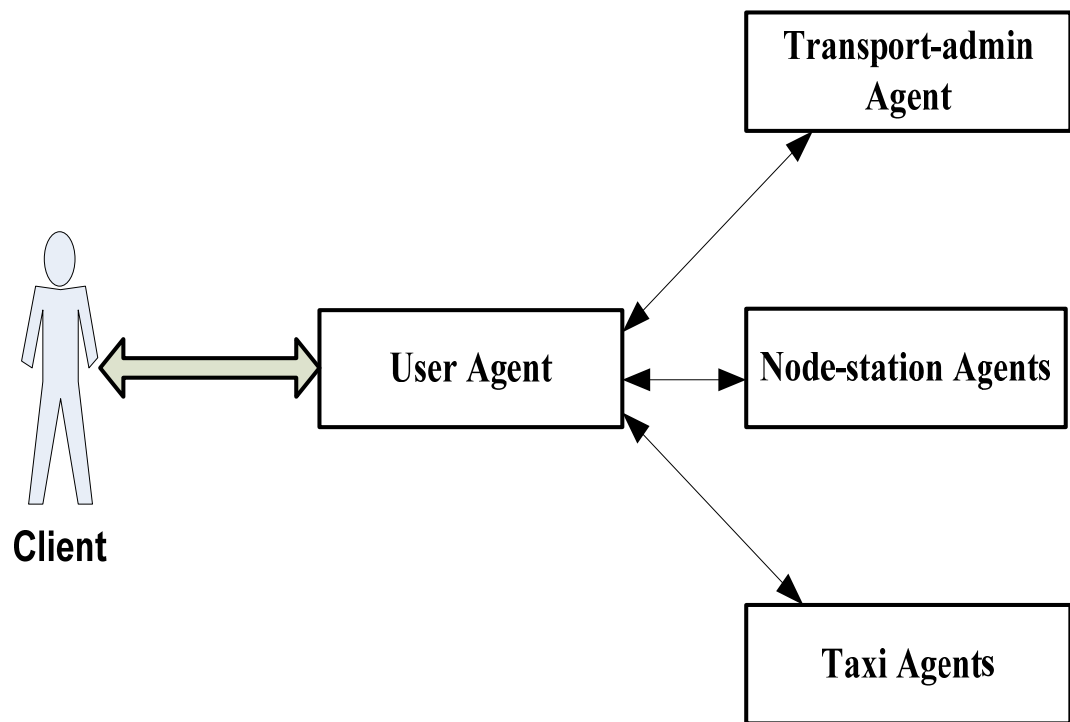 Transport-admin
Agent
User Agent
Node-station Agents
Client
Taxi Agents